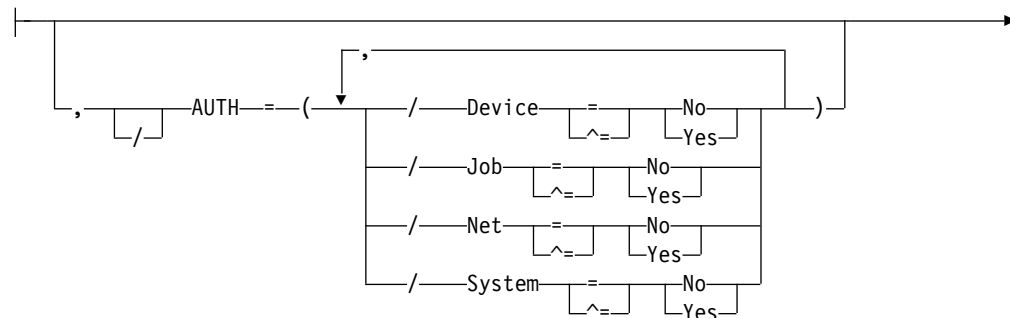 ,
, / AUTH = ( / Device = ^= No Yes )
/ Job = ^= No Yes
/ Net = ^= No Yes
/ System = ^= No Yes